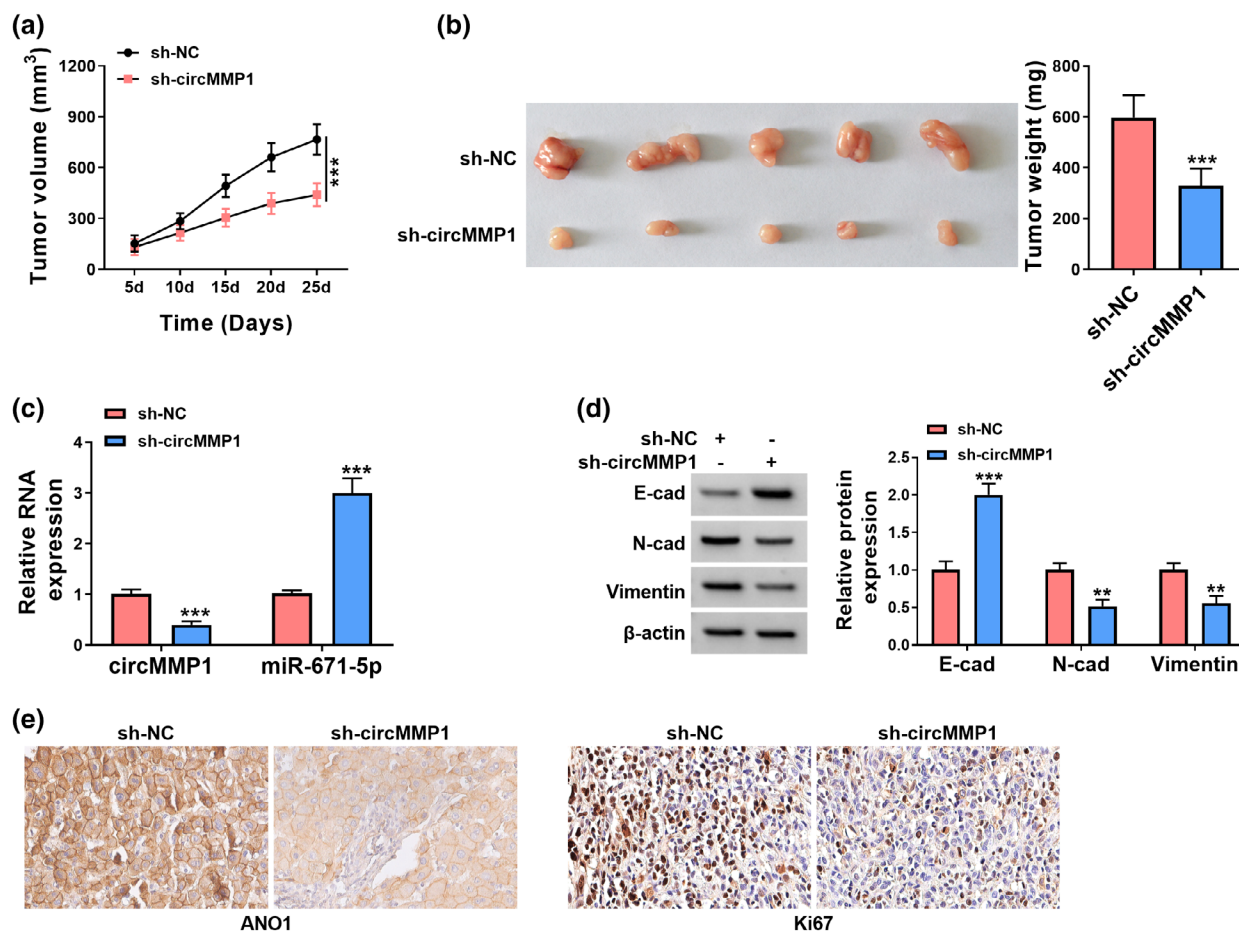 (a)
sh-NC
sh-circMMP1
Tumor volume (mm3)
1200
900
600
300
0
5d 10d 15d 20d 25d
Time (Days)
***
(b)
sh-NC
sh-circMMP1
Tumor weight (mg)
800
600
400
200
0
***
sh-NC
sh-circMMP1
(c)
sh-NC
sh-circMMP1
Relative RNA
expression
4
3
2
1
0
***
***
circMMP1 miR-671-5p
(d)
sh-NC + -
sh-circMMP1 - +
E-cad
N-cad
Vimentin
β-actin
sh-NC
sh-circMMP1
Relative protein
expression
2.5
2.0
1.5
1.0
0.5
0.0
***
**
**
E-cad N-cad Vimentin
(e)
sh-NC sh-circMMP1
ANO1
sh-NC sh-circMMP1
Ki67